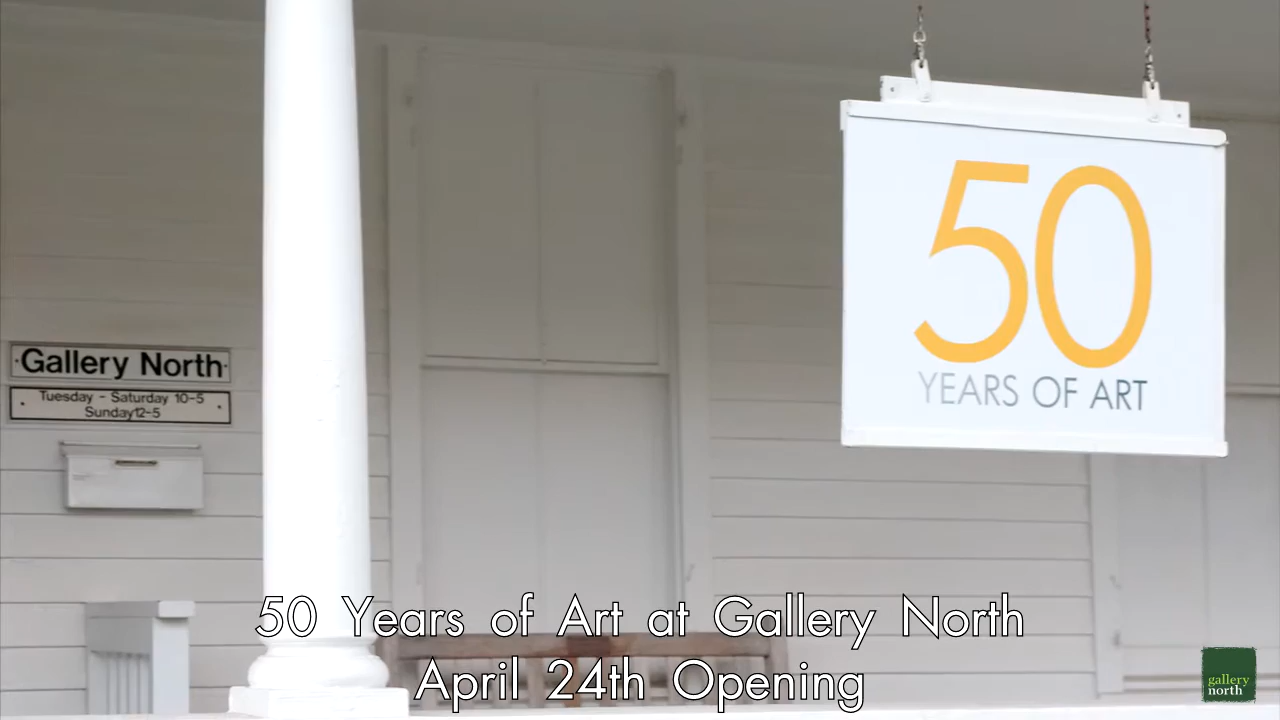 50
YEARS OF ART
Gallery North
Tuesday - Saturday 10-5
Sunday12-5
50 Years of Art at Gallery North
April 24th Opening
gallery
north